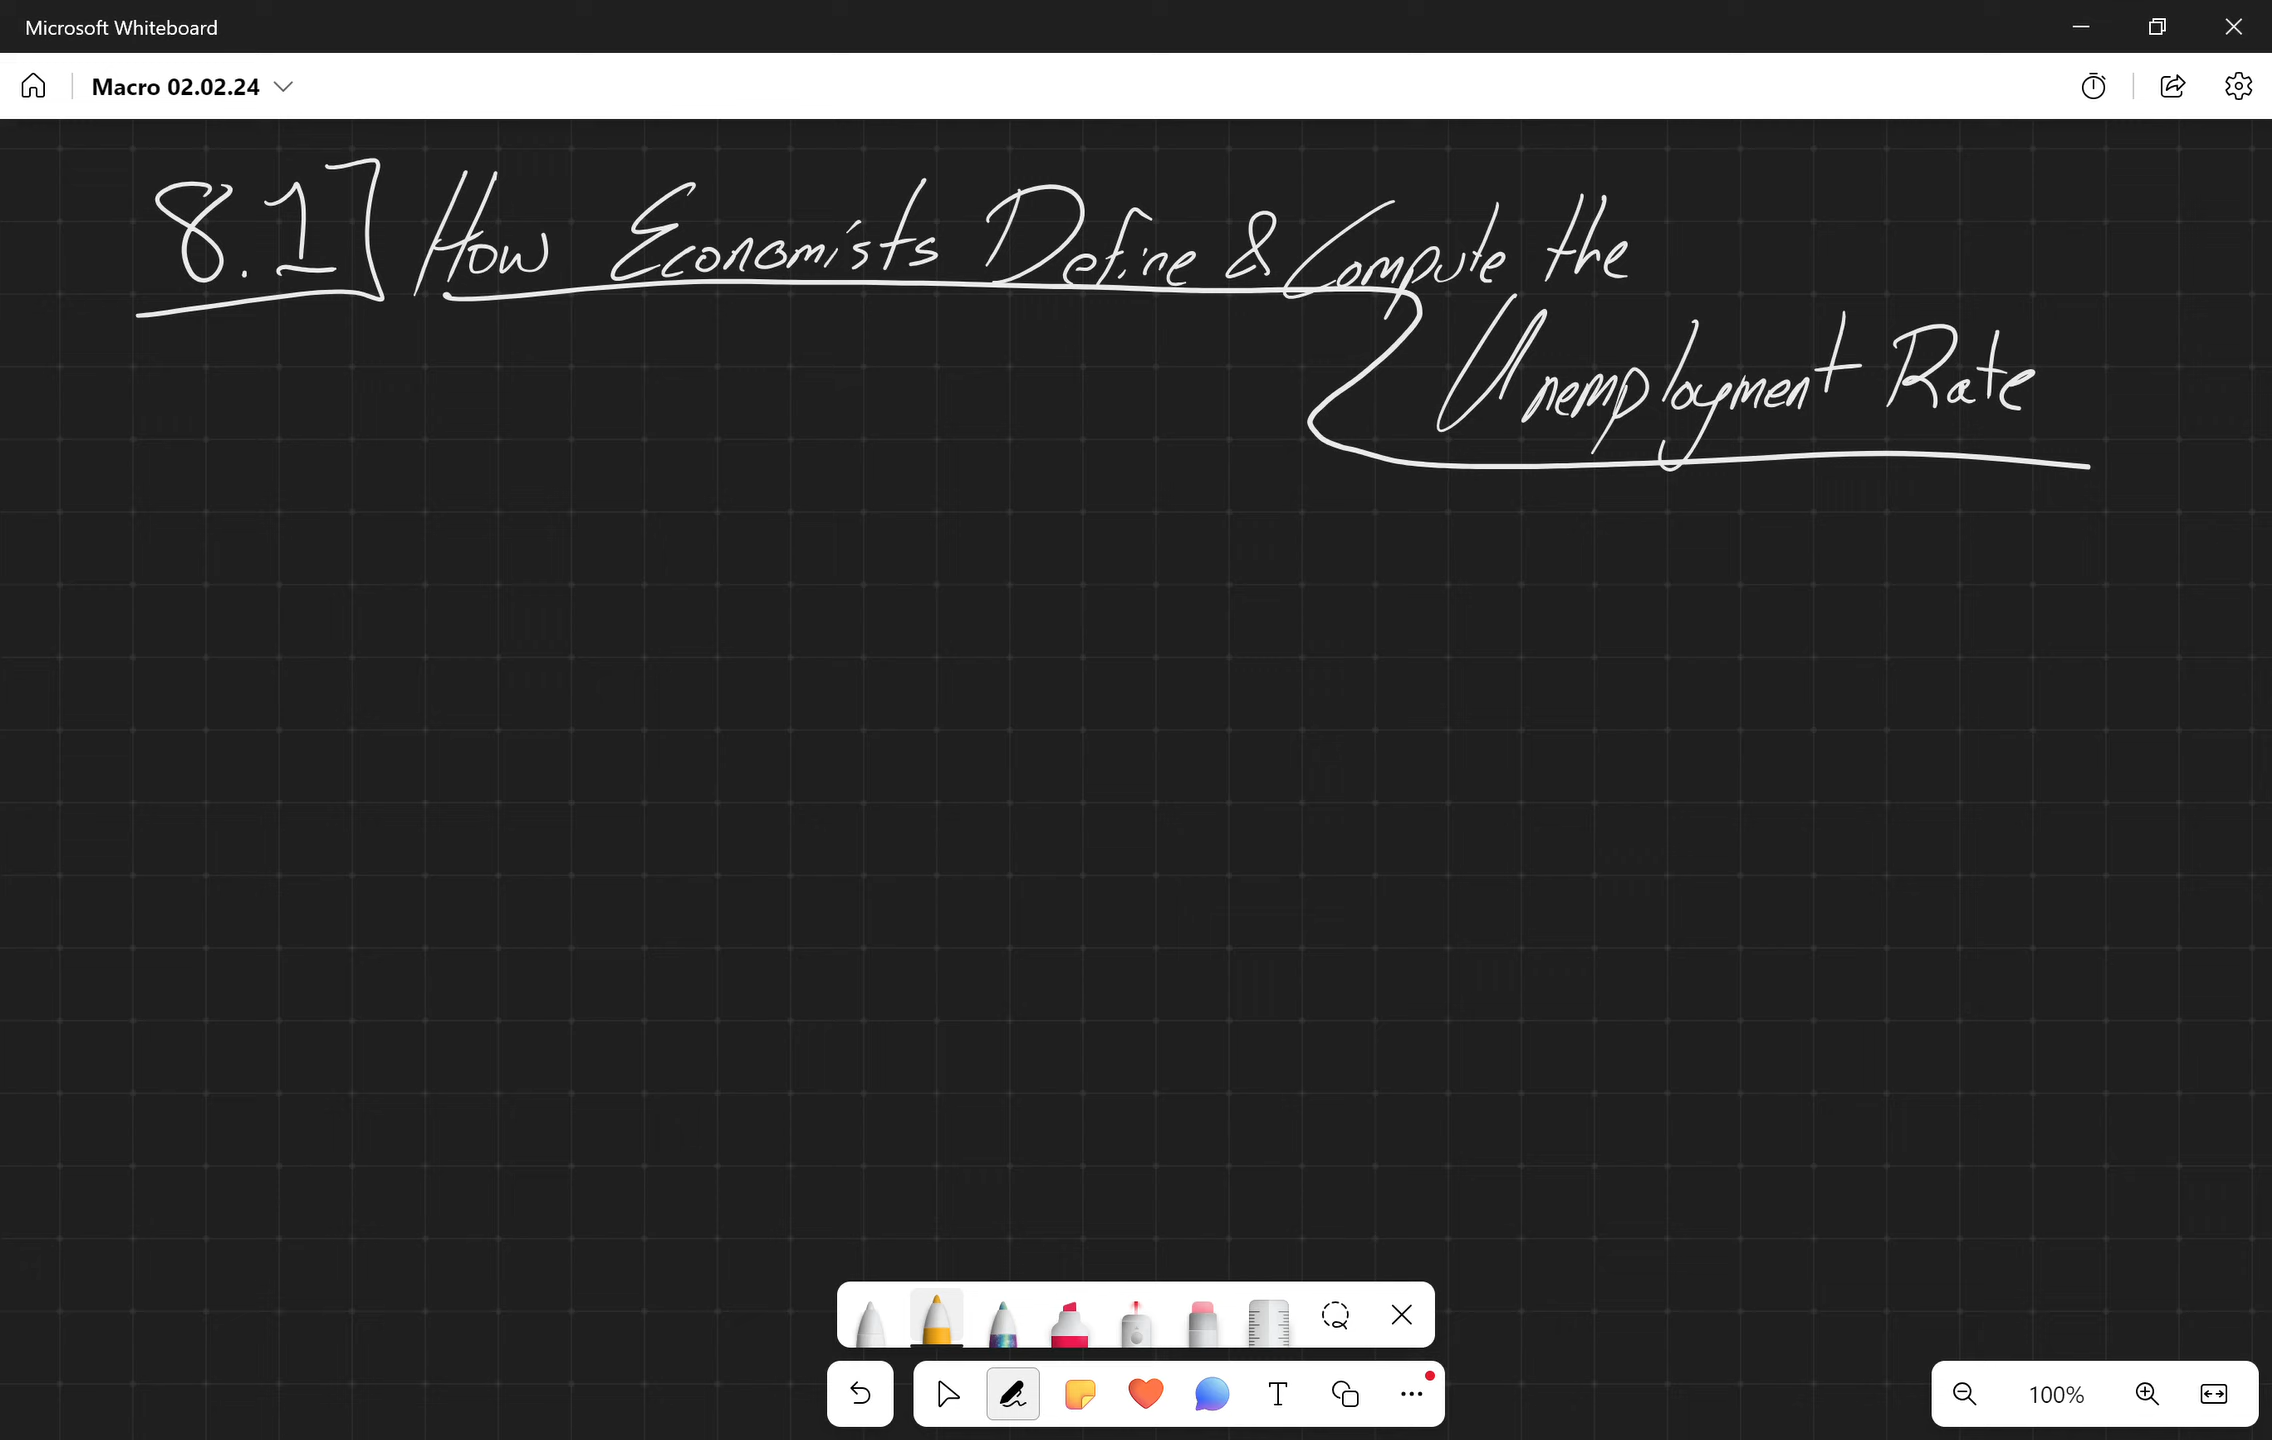 Microsoft Whiteboard
Macro 02.02.24
8.1] How Economists Define & Compute the
Unemployment Rate
100%